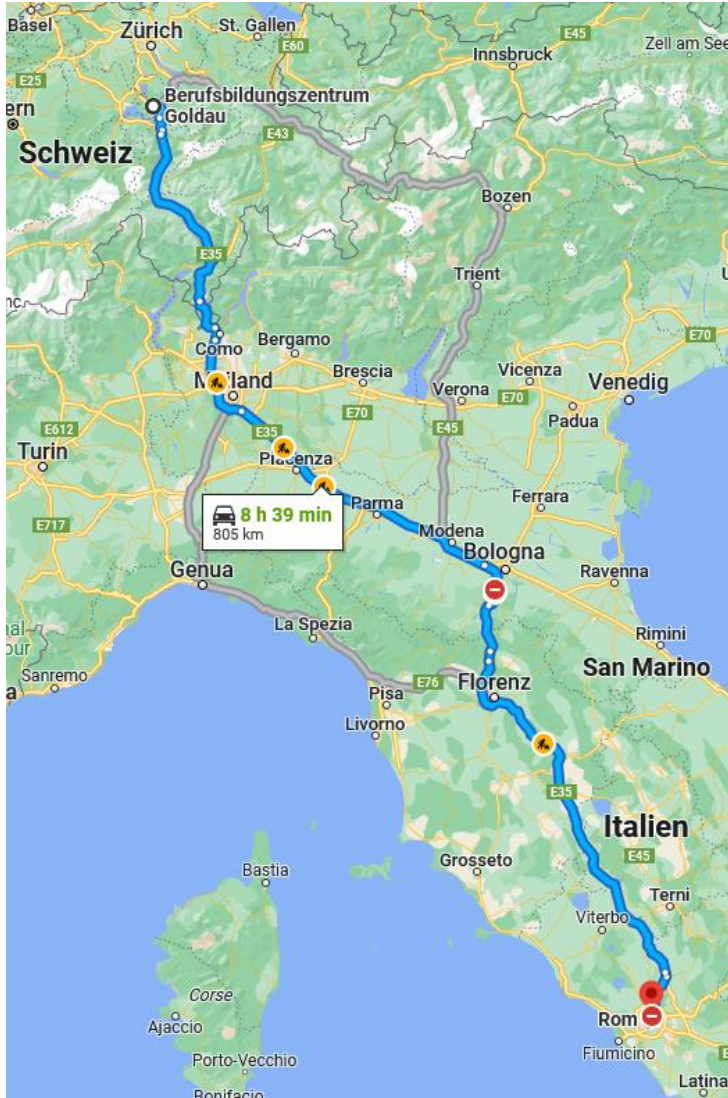 Basel
Zürich
St. Gallen
E60
E45
Innsbruck
Zell am See
E25
ern
Berufsbildungszentrum
Goldau
E43
Schweiz
Bozen
E35
Trient
Como
Bergamo
Brescia
Vicenza
E70
Mailand
Verona
E70
Venedig
E70
Padua
E612
E35
E45
Turin
Piacenza
Ferrara
8 h 39 min
805 km
Parma
E717
Modena
Bologna
Genua
Ravenna
La Spezia
Rimini
San Marino
Sanremo
E76
Florenz
Pisa
Livorno
E35
Italien
Grosseto
E45
Bastia
Terni
Viterbo
Corse
Ajaccio
Rom
Fiumicino
Porto-Vecchio
Latina
Bonifacio